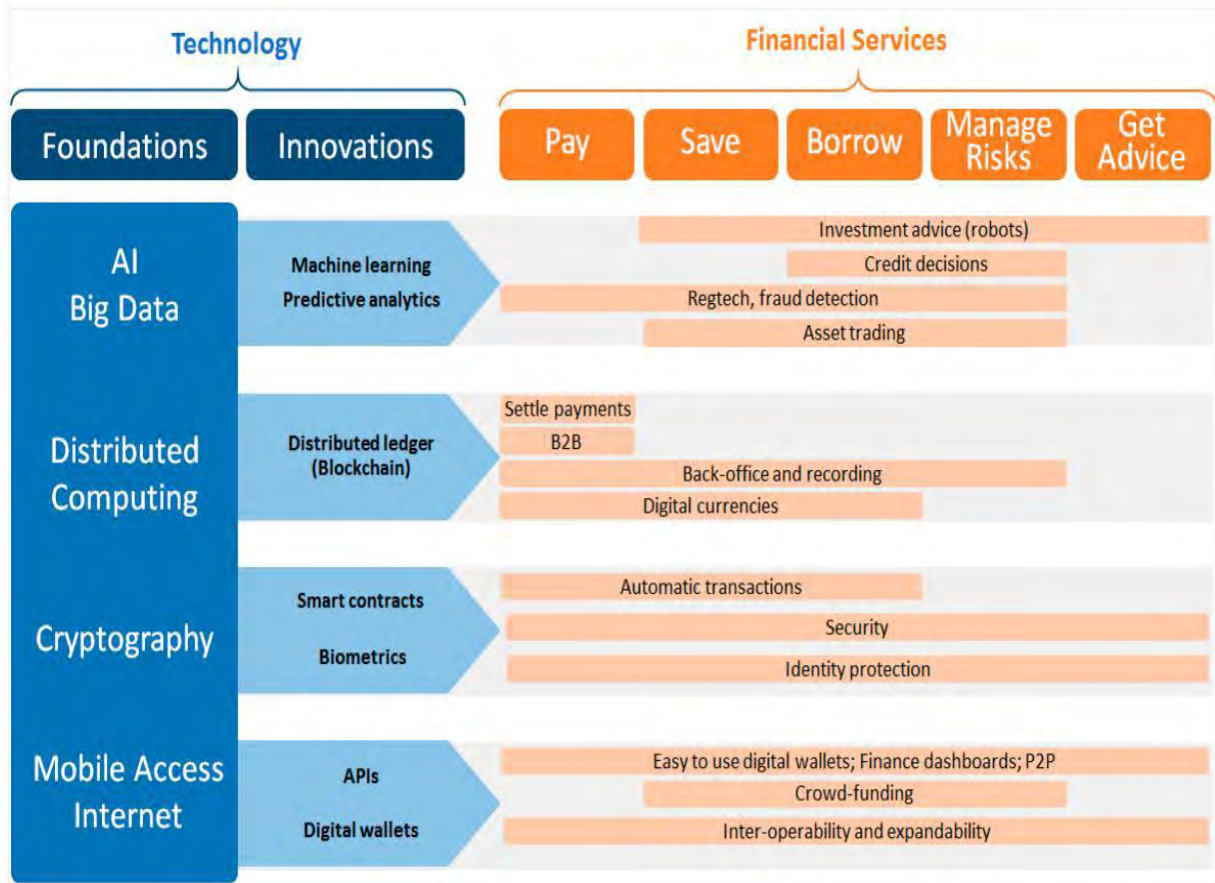 Technology
Financial Services
Foundations
Innovations
Pay
Save
Borrow
Manage
Risks
Get
Advice
AI
Big Data
Machine learning
Predictive analytics
Investment advice (robots)
Credit decisions
Regtech, fraud detection
Asset trading
Distributed
Computing
Distributed ledger
(Blockchain)
Settle payments
B2B
Back-office and recording
Digital currencies
Cryptography
Smart contracts
Biometrics
Automatic transactions
Security
Identity protection
Mobile Access
Internet
APIs
Digital wallets
Easy to use digital wallets; Finance dashboards; P2P
Crowd-funding
Inter-operability and expandability